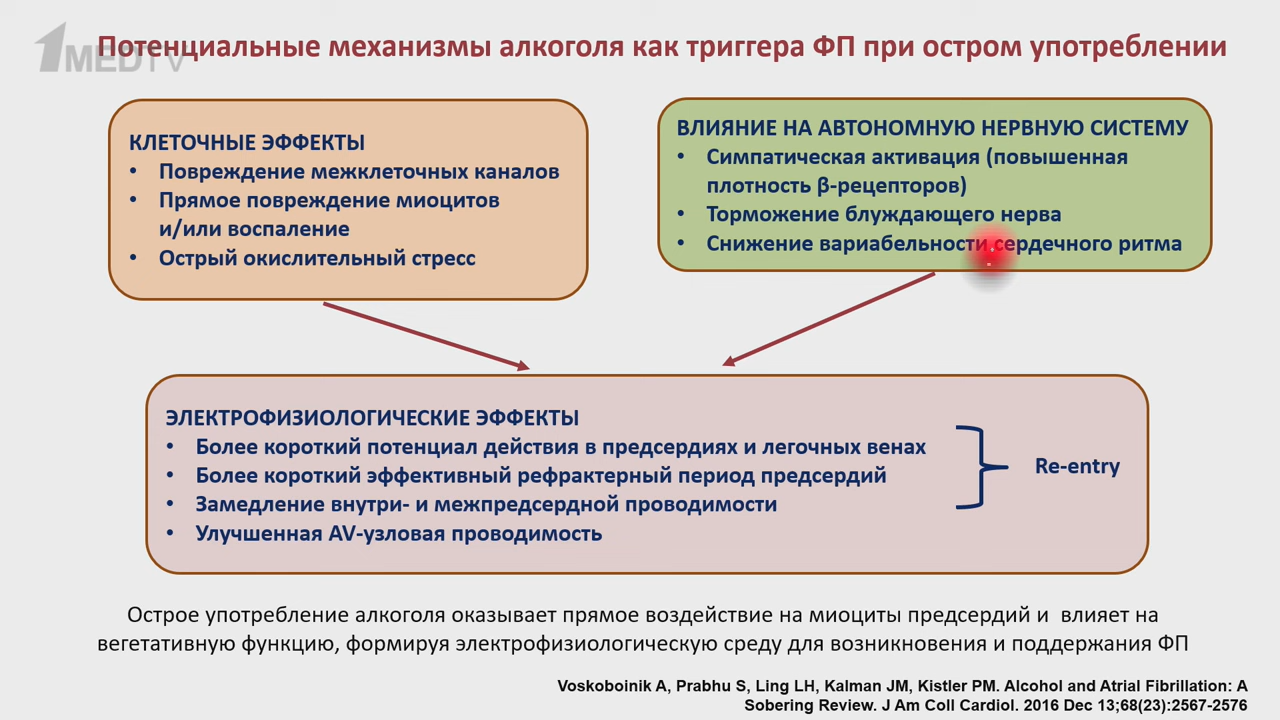 1MEDTV
Потенциальные механизмы алкоголя как триггера ФП при остром употреблении
КЛЕТОЧНЫЕ ЭФФЕКТЫ
• Повреждение межклеточных каналов
• Прямое повреждение миоцитов
и/или воспаление
• Острый окислительный стресс
ВЛИЯНИЕ НА АВТОНОМНУЮ НЕРВНУЮ СИСТЕМУ
• Симпатическая активация (повышенная
плотность β-рецепторов)
• Торможение блуждающего нерва
• Снижение вариабельности сердечного ритма
ЭЛЕКТРОФИЗИОЛОГИЧЕСКИЕ ЭФФЕКТЫ
• Более короткий потенциал действия в предсердиях и легочных венах
• Более короткий эффективный рефрактерный период предсердий
• Замедление внутри- и межпредсердной проводимости
• Улучшенная AV-узловая проводимость
Re-entry
Острое употребление алкоголя оказывает прямое воздействие на миоциты предсердий и влияет на
вегетативную функцию, формируя электрофизиологическую среду для возникновения и поддержания ФП
Voskoboinik A, Prabhu S, Ling LH, Kalman JM, Kistler PM. Alcohol and Atrial Fibrillation: A
Sobering Review. J Am Coll Cardiol. 2016 Dec 13;68(23):2567-2576